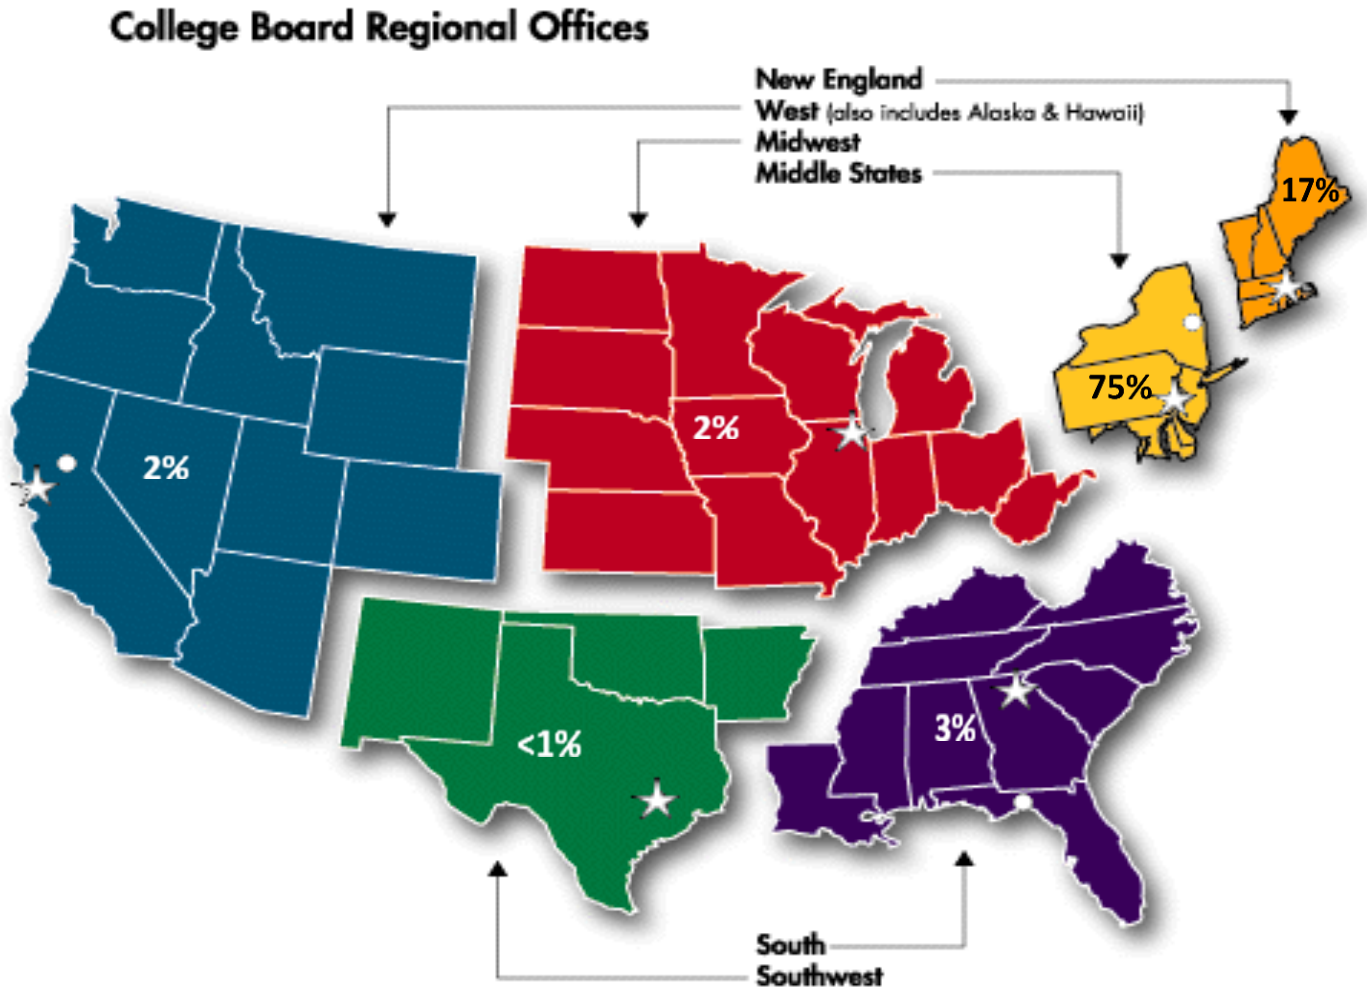 College Board Regional Offices
New England
West (also includes Alaska & Hawaii)
Midwest
Middle States
17%
75%
2%
2%
3%
<1%
South
Southwest